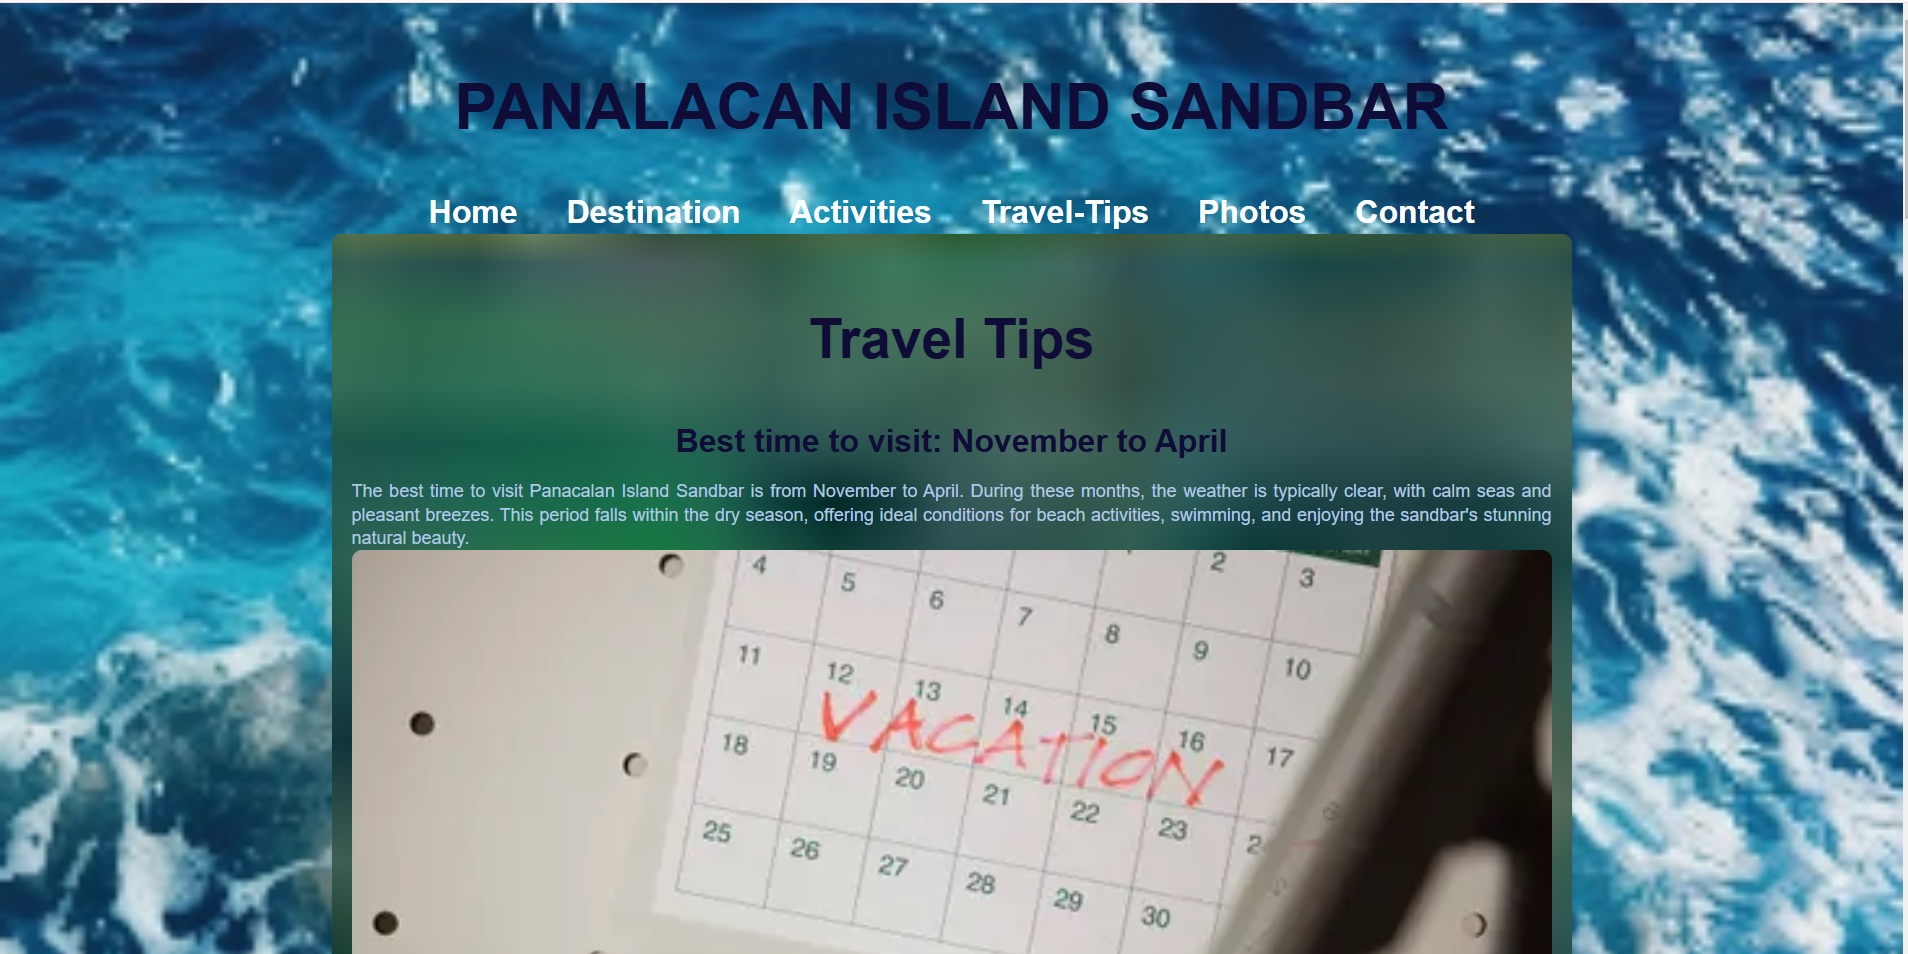 PANALACAN ISLAND SANDBAR
Home Destination Activities Travel-Tips Photos Contact
Travel Tips
Best time to visit: November to April
The best time to visit Panacalan Island Sandbar is from November to April. During these months, the weather is typically clear, with calm seas and
pleasant breezes. This period falls within the dry season, offering ideal conditions for beach activities, swimming, and enjoying the sandbar's stunning
natural beauty.
4 5 6 7 8 9 10
2 3
11 12 13 14 15 16 17
VACATION
18 19 20 21 22 23
25 26 27 28 29 30